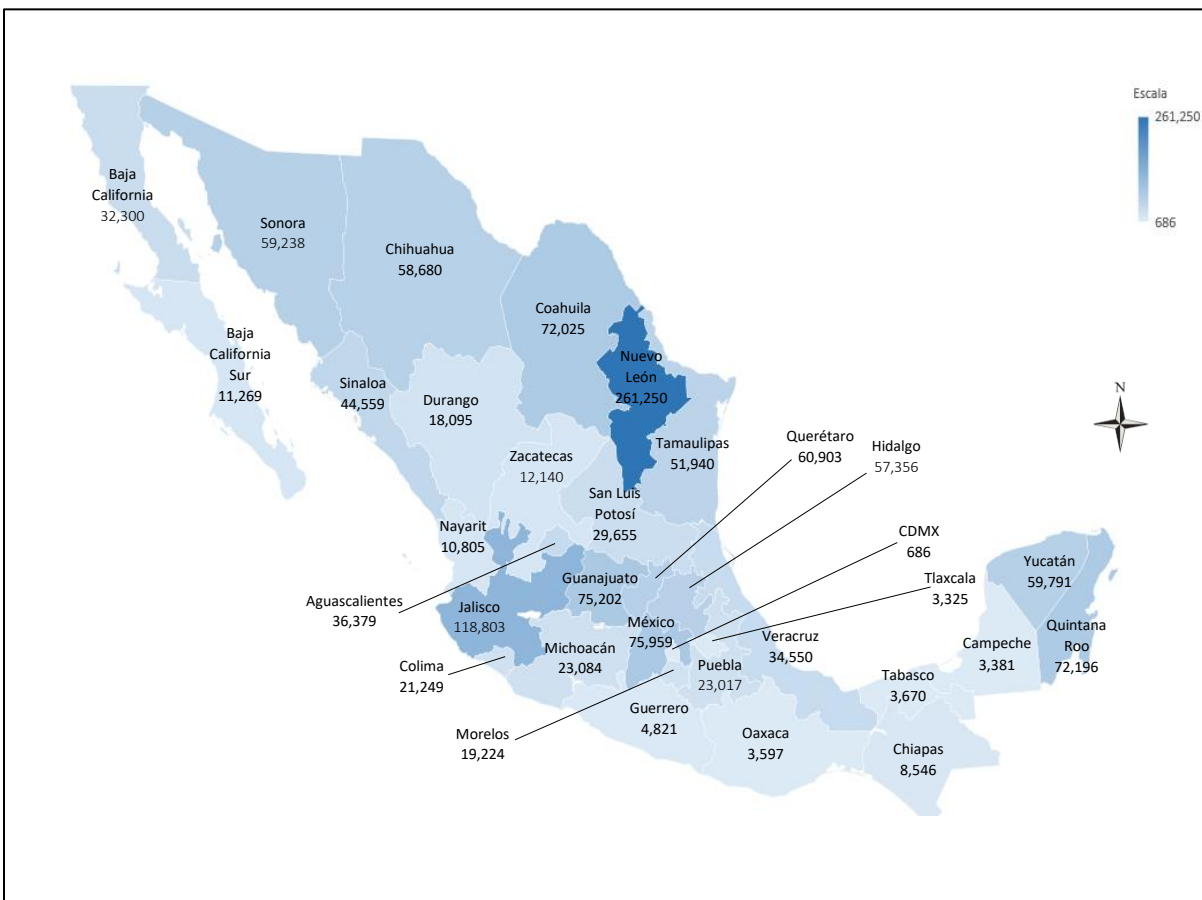 Escala
261,250
686
N
Baja
California
32,300
Sonora
59,238
Chihuahua
58,680
Coahuila
72,025
Baja
California
Sur
11,269
Nuevo
León
261,250
Sinaloa
44,559
Durango
18,095
Tamaulipas
51,940
Querétaro
60,903
Hidalgo
57,356
Zacatecas
12,140
San Luis
Potosí
29,655
Nayarit
10,805
CDMX
686
Yucatán
59,791
Tlaxcala
3,325
Guanajuato
75,202
Aguascalientes
36,379
Jalisco
118,803
México
75,959
Quintana
Roo
72,196
Veracruz
34,550
Campeche
3,381
Michoacán
23,084
Colima
21,249
Puebla
23,017
Tabasco
3,670
Guerrero
4,821
Morelos
19,224
Oaxaca
3,597
Chiapas
8,546